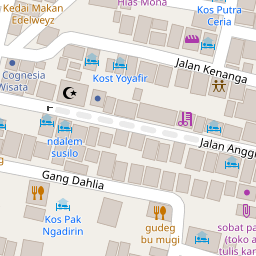 Hias Mona
Kedai Makan
Edelweyz
Kos Putra
Ceria
Jalan Kenanga
Cognesia
Wisata
Kost Yoyafir
ndalem
susilo
Jalan Anggr
Gang Dahlia
Kos Pak
Ngadirin
gudeg
bu mugi
sobat pa
(toko a
tulis kan